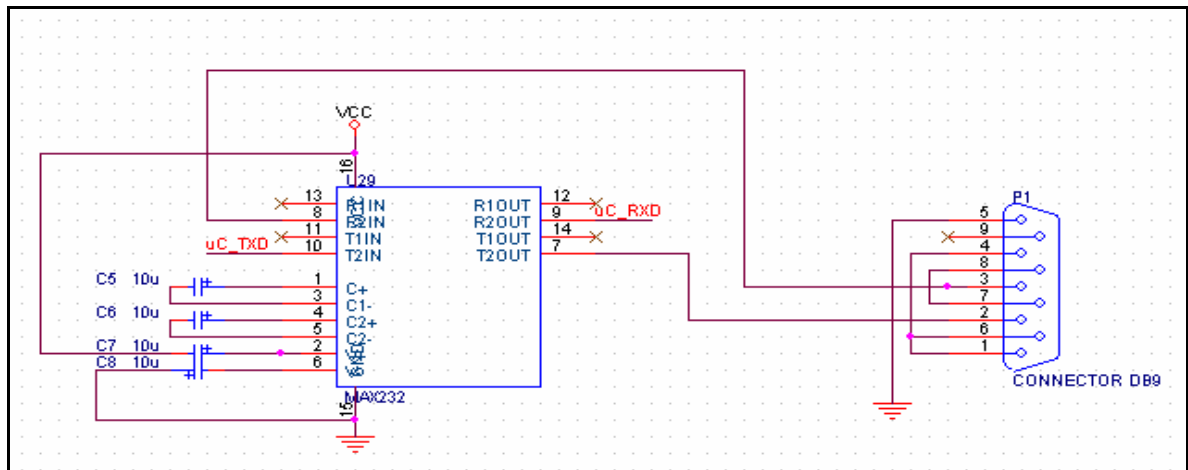 VCC
16
U29
13 R1IN R1OUT 12
8 R2IN R2OUT 9 uC_RXD
11 T1IN T1OUT 14
uC_TXD 10 T2IN T2OUT 7
C5 10u 1 C+
3 C1-
C6 10u 4 C2+
5 C2-
C7 10u 2
C8 10u 6
MAX232
15
P1
5
9
4
8
3
7
2
6
1
CONNECTOR DB9